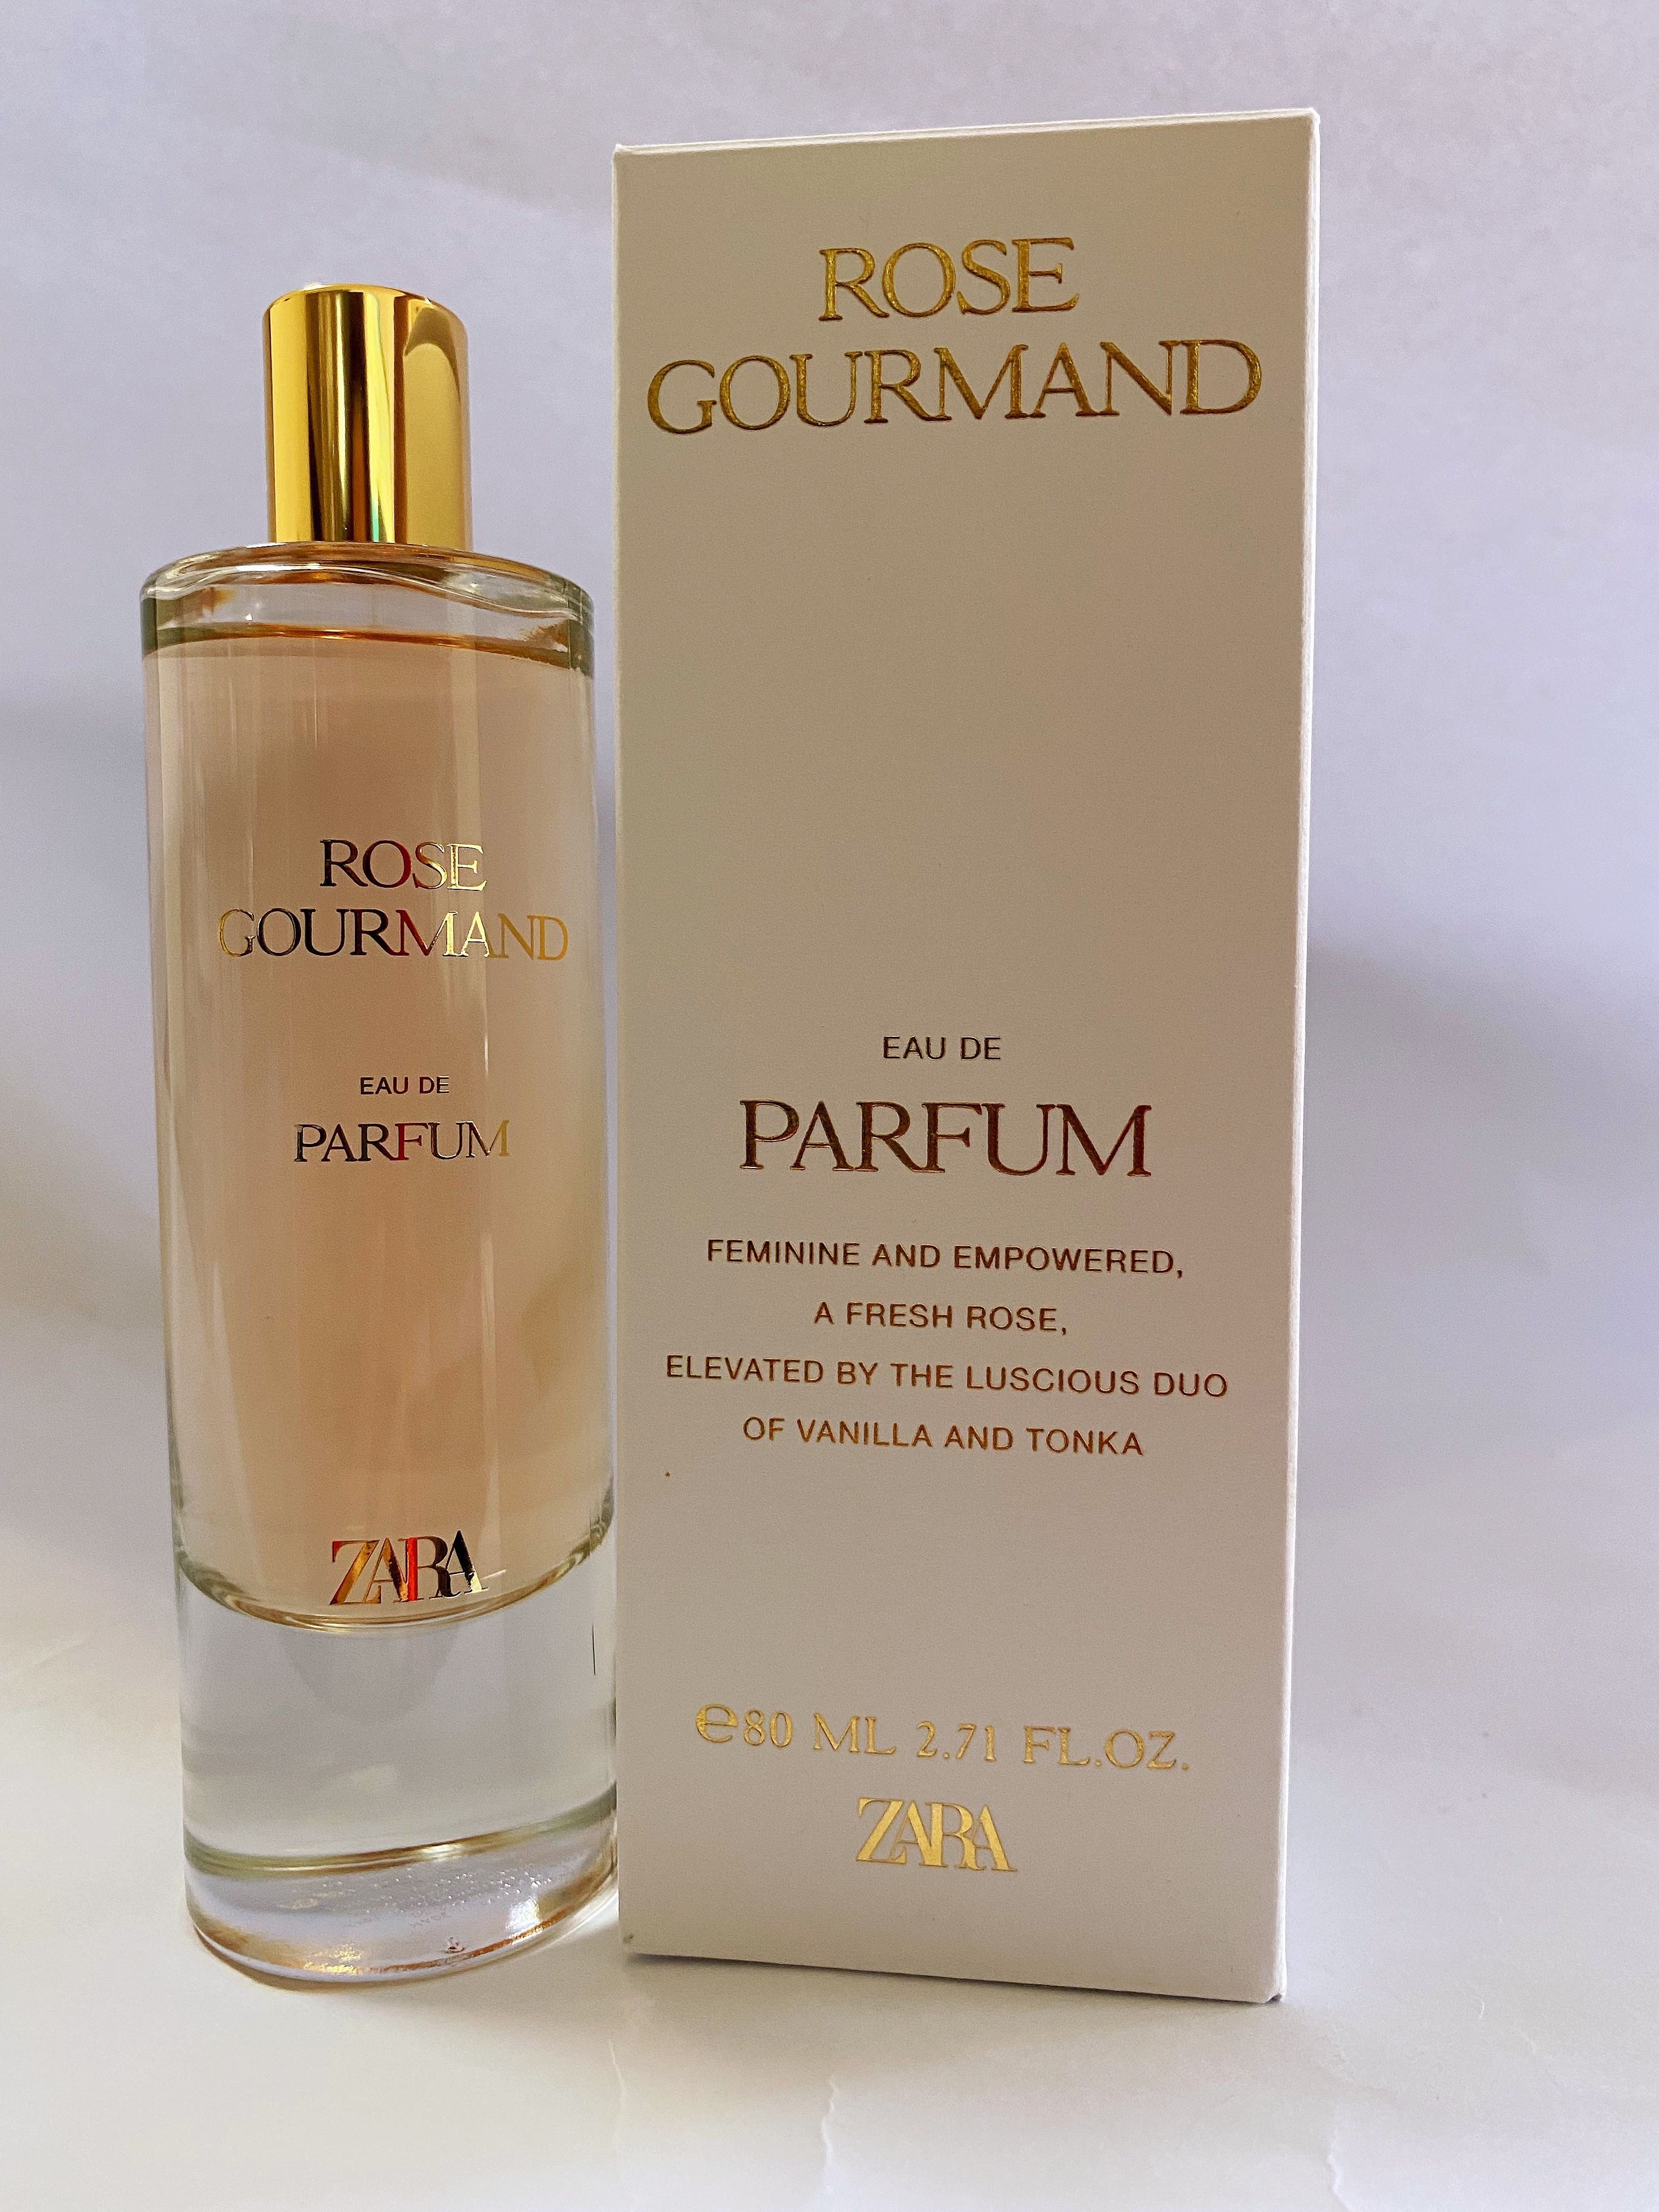 ROSE
GOURMAND
EAU DE
PARFUM
ZARA
ROSE
GOURMAND
EAU DE
PARFUM
FEMININE AND EMPOWERED,
A FRESH ROSE,
ELEVATED BY THE LUSCIOUS DUO
OF VANILLA AND TONKA
℮80 ML 2.71 FL.OZ.
ZARA